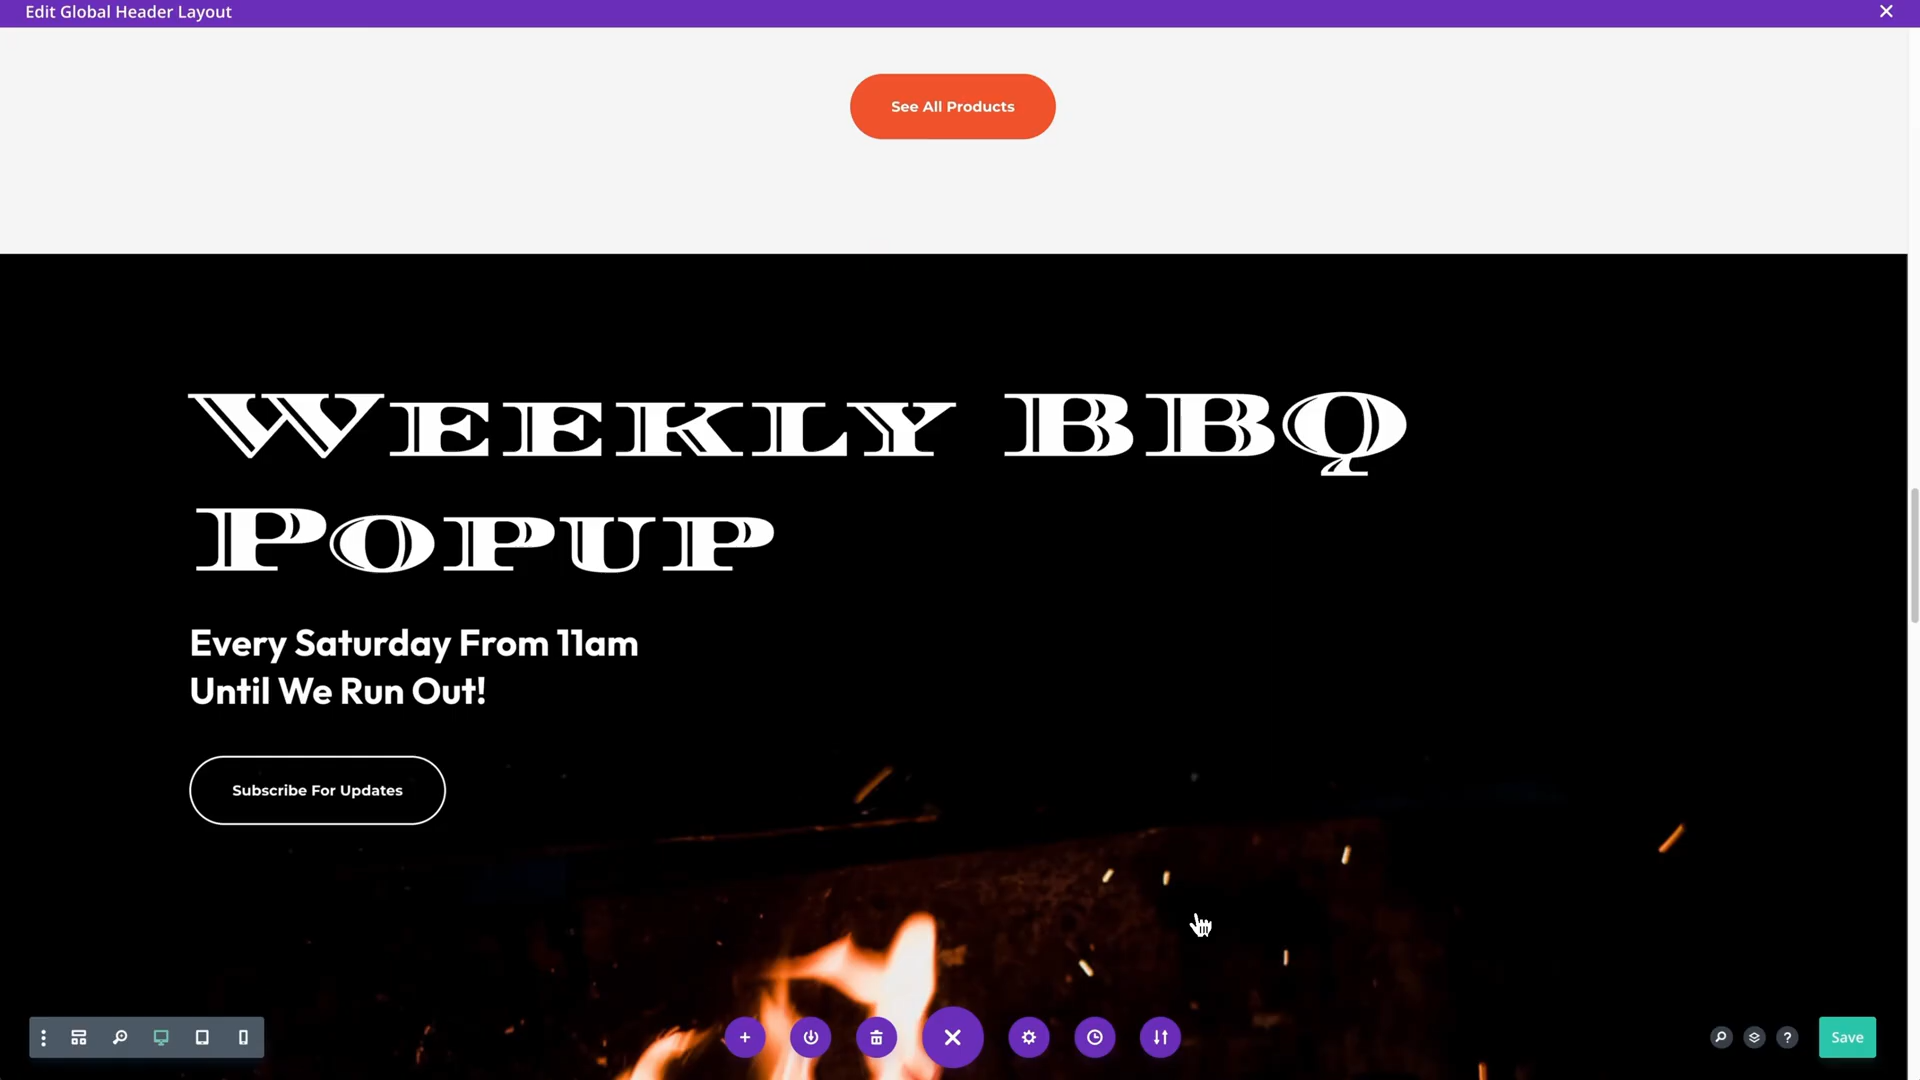 Edit Global Header Layout
See All Products
Weekly BBQ
Popup
Every Saturday From 11am
Until We Run Out!
Subscribe For Updates
Save